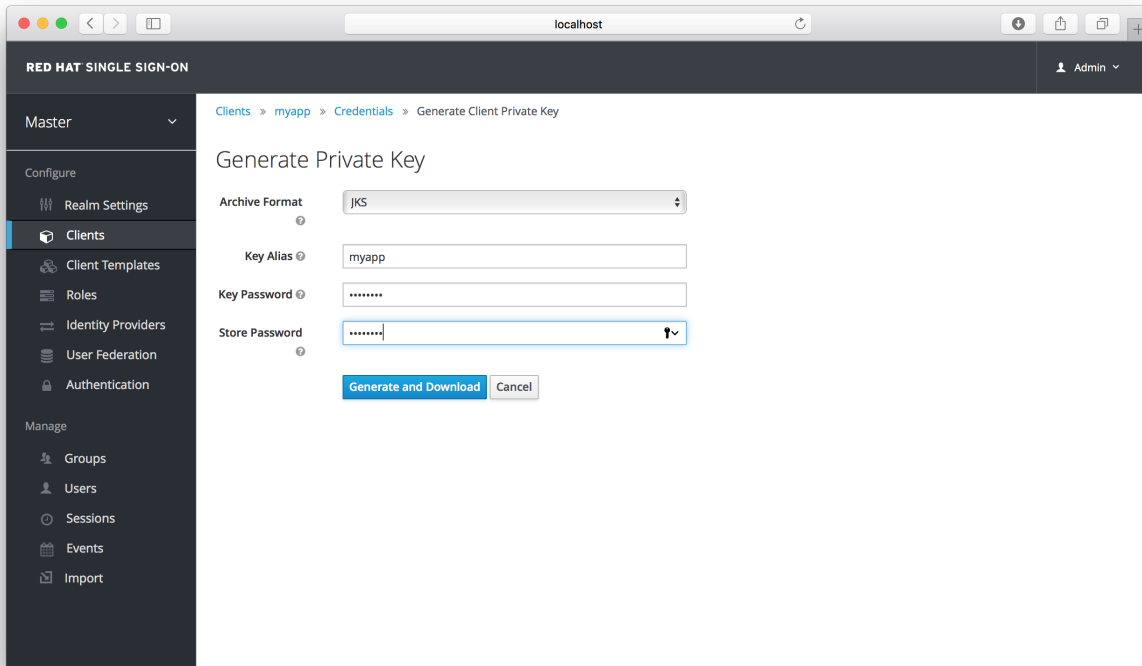 localhost
RED HAT SINGLE SIGN-ON
Admin
Master
Configure
Realm Settings
Clients
Client Templates
Roles
Identity Providers
User Federation
Authentication
Manage
Groups
Users
Sessions
Events
Import
Clients » myapp » Credentials » Generate Client Private Key
Generate Private Key
Archive Format
JKS
Key Alias
myapp
Key Password
••••••••
Store Password
••••••••
Generate and Download
Cancel